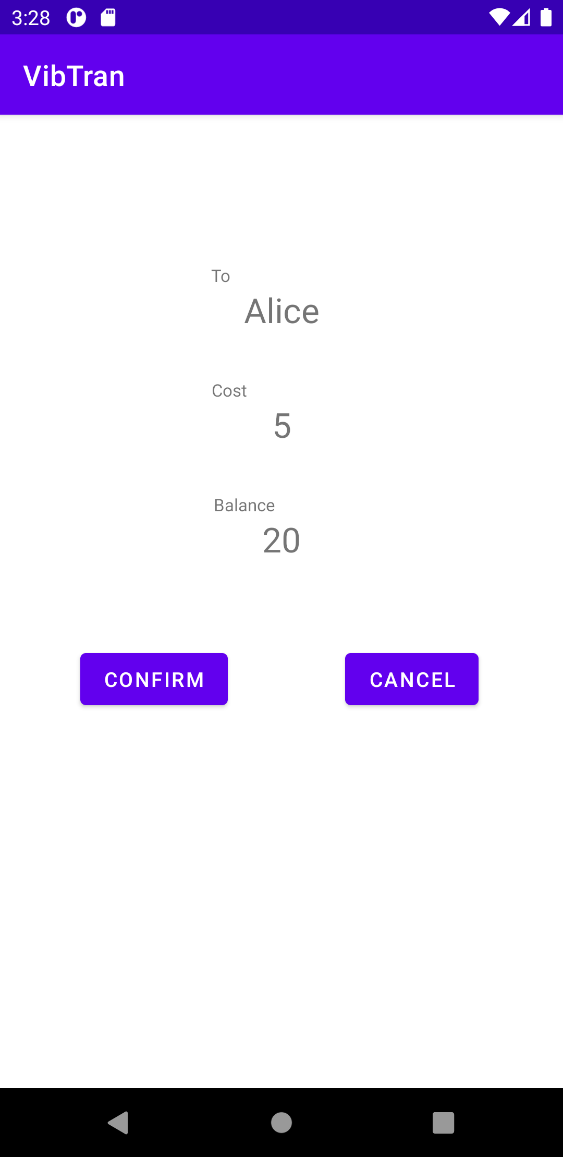 3:28
VibTran
To
Alice
Cost
5
Balance
20
CONFIRM CANCEL